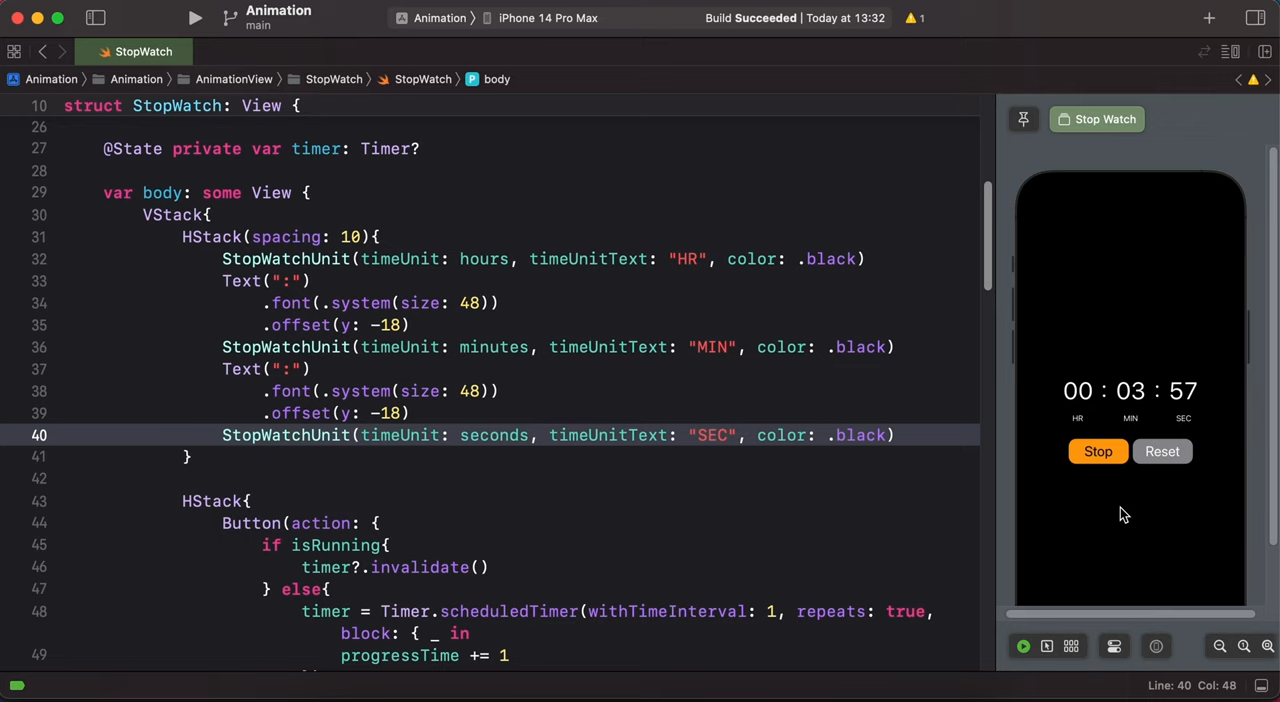 Animation
main
Animation 〉 iPhone 14 Pro Max
Build Succeeded | Today at 13:32
1
StopWatch
Animation 〉 Animation 〉 AnimationView 〉 StopWatch 〉 StopWatch 〉 P body
10 struct StopWatch: View {
26
27 @State private var timer: Timer?
28
29 var body: some View {
30 VStack{
31 HStack(spacing: 10){
32 StopWatchUnit(timeUnit: hours, timeUnitText: "HR", color: .black)
33 Text(":")
34 .font(.system(size: 48))
35 .offset(y: -18)
36 StopWatchUnit(timeUnit: minutes, timeUnitText: "MIN", color: .black)
37 Text(":")
38 .font(.system(size: 48))
39 .offset(y: -18)
40 StopWatchUnit(timeUnit: seconds, timeUnitText: "SEC", color: .black)
41 }
42
43 HStack{
44 Button(action: {
45 if isRunning{
46 timer?.invalidate()
47 } else{
48 timer = Timer.scheduledTimer(withTimeInterval: 1, repeats: true,
block: { _ in
49 progressTime += 1
Stop Watch
00 : 03 : 57
HR MIN SEC
Stop Reset
Line: 40 Col: 48